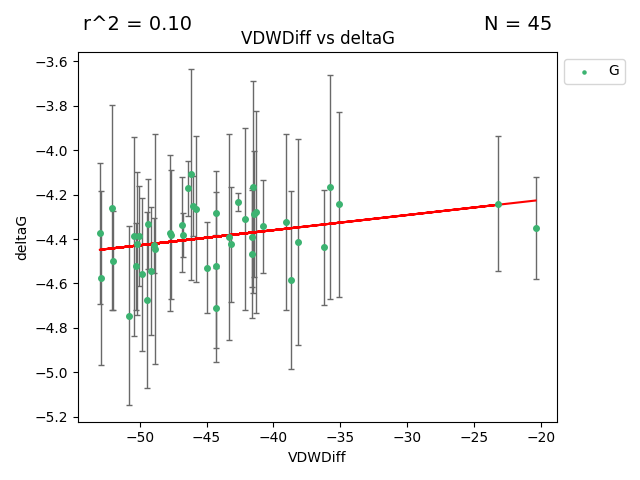 r^2 = 0.10
N = 45
VDWDiff vs deltaG
G
−3.6
−3.8
−4.0
−4.2
−4.4
−4.6
−4.8
−5.0
−5.2
deltaG
−50 −45 −40 −35 −30 −25 −20
VDWDiff